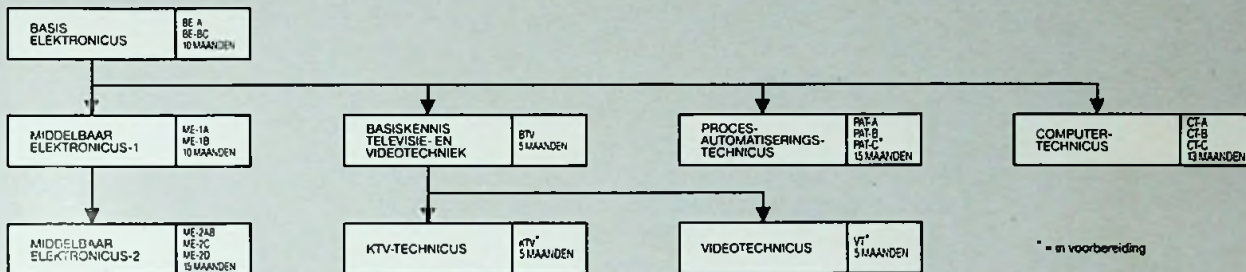 BASIS
ELEKTRONICUS
BE-A
BE-BC
10 MAANDEN
MIDDELBAAR
ELEKTRONICUS-1
ME-1A
ME-1B
10 MAANDEN
BASISKENNIS
TELEVISIE- EN
VIDEOTECHNIEK
BTV
5 MAANDEN
PROCES-
AUTOMATISERINGS-
TECHNICUS
PAT-A
PAT-B
PAT-C*
15 MAANDEN
COMPUTER-
TECHNICUS
CT-A
CT-B
CT-C
13 MAANDEN
MIDDELBAAR
ELEKTRONICUS-2
ME-2AB
ME-2C
ME-2D
15 MAANDEN
KTV-TECHNICUS
KTV*
5 MAANDEN
VIDEOTECHNICUS
VT*
5 MAANDEN
* = in voorbereiding